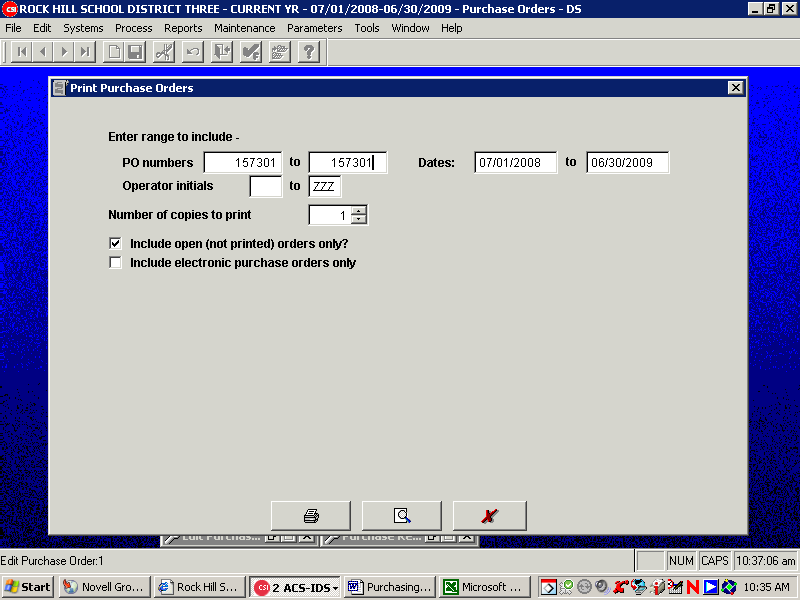 CSI ROCK HILL SCHOOL DISTRICT THREE - CURRENT YR - 07/01/2008-06/30/2009 - Purchase Orders - DS
File Edit Systems Process Reports Maintenance Parameters Tools Window Help
Print Purchase Orders
Enter range to include -
PO numbers 157301 to 157301 Dates: 07/01/2008 to 06/30/2009
Operator initials to ZZZ
Number of copies to print 1
Include open (not printed) orders only?
Include electronic purchase orders only
Edit Purchas... Purchase Re...
Edit Purchase Order:1 NUM CAPS 10:37:06 am
Start Novell Gro... Rock Hill S... CSI 2 ACS-IDS Purchasing... Microsoft ... 10:35 AM